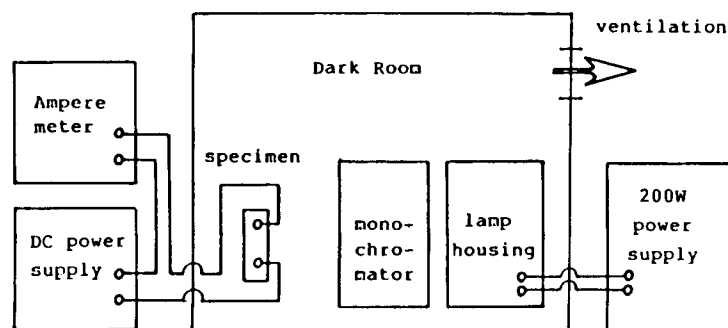 ventilation
Dark Room
Ampere
meter
specimen
DC power
supply
mono-
chro-
mator
lamp
housing
200W
power
supply